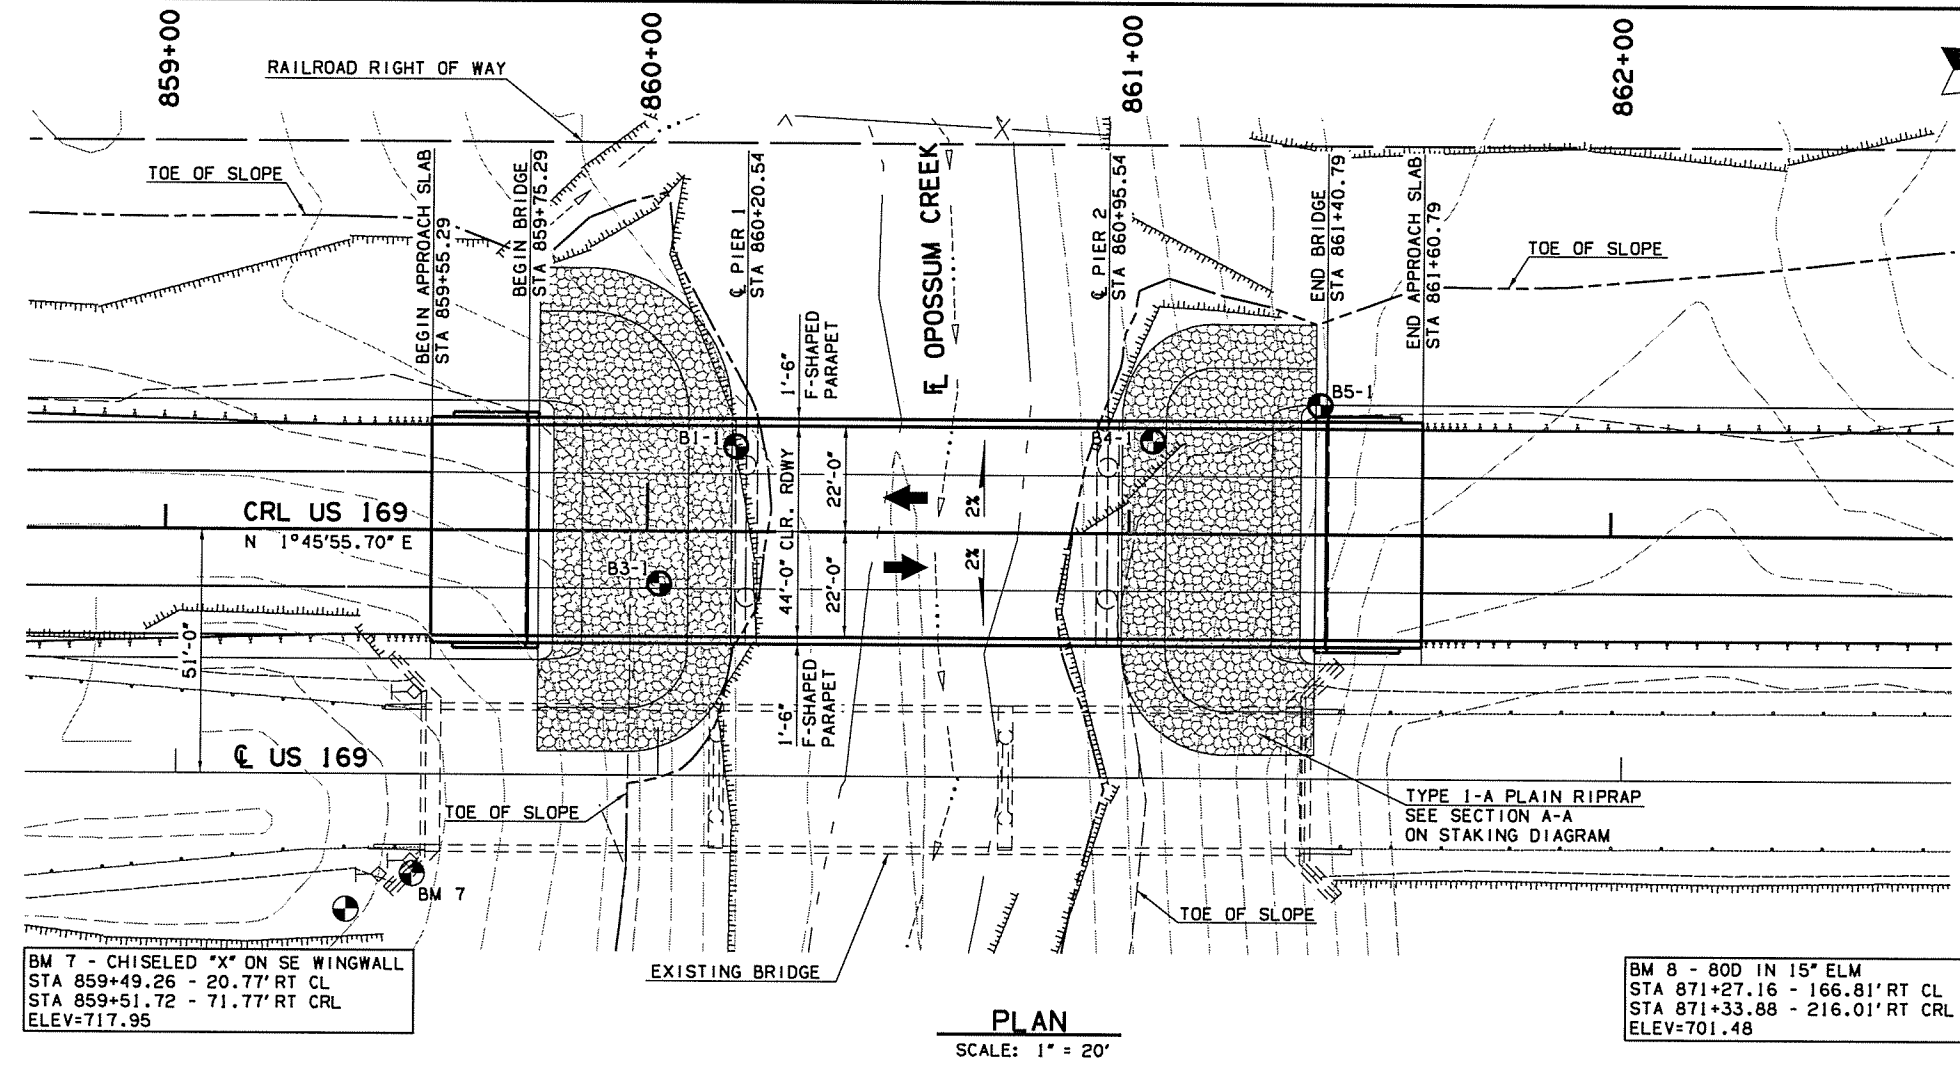 859+00
860+00
861+00
862+00
RAILROAD RIGHT OF WAY
TOE OF SLOPE
BEGIN APPROACH SLAB
STA 859+55.29
BEGIN BRIDGE
STA 859+75.29
℄ PIER 1
STA 860+20.54
FL OPOSSUM CREEK
℄ PIER 2
STA 860+95.54
END BRIDGE
STA 861+40.79
END APPROACH SLAB
STA 861+60.79
TOE OF SLOPE
1'-6"
F-SHAPED
PARAPET
B1-1
B4-1
B5-1
CRL US 169
N 1°45'55.70" E
44'-0" CLR. RDWY
22'-0"
22'-0"
2%
2%
B3-1
51'-0"
1'-6"
F-SHAPED
PARAPET
℄ US 169
TOE OF SLOPE
TYPE 1-A PLAIN RIPRAP
SEE SECTION A-A
ON STAKING DIAGRAM
BM 7
TOE OF SLOPE
EXISTING BRIDGE
BM 7 - CHISELED "X" ON SE WINGWALL
STA 859+49.26 - 20.77' RT CL
STA 859+51.72 - 71.77' RT CRL
ELEV=717.95
BM 8 - 80D IN 15" ELM
STA 871+27.16 - 166.81' RT CL
STA 871+33.88 - 216.01' RT CRL
ELEV=701.48
PLAN
SCALE: 1" = 20'